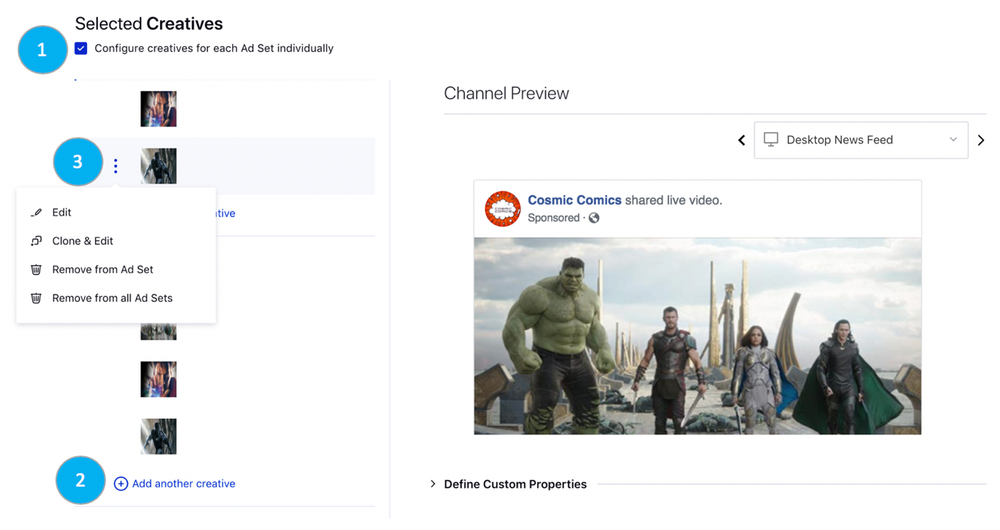 Selected Creatives
1
Configure creatives for each Ad Set individually
Channel Preview
Desktop News Feed
3
Edit
Clone & Edit
Remove from Ad Set
Remove from all Ad Sets
tive
Cosmic Comics shared live video.
Sponsored ·
COSMIC
COMICS
2
Add another creative
Define Custom Properties